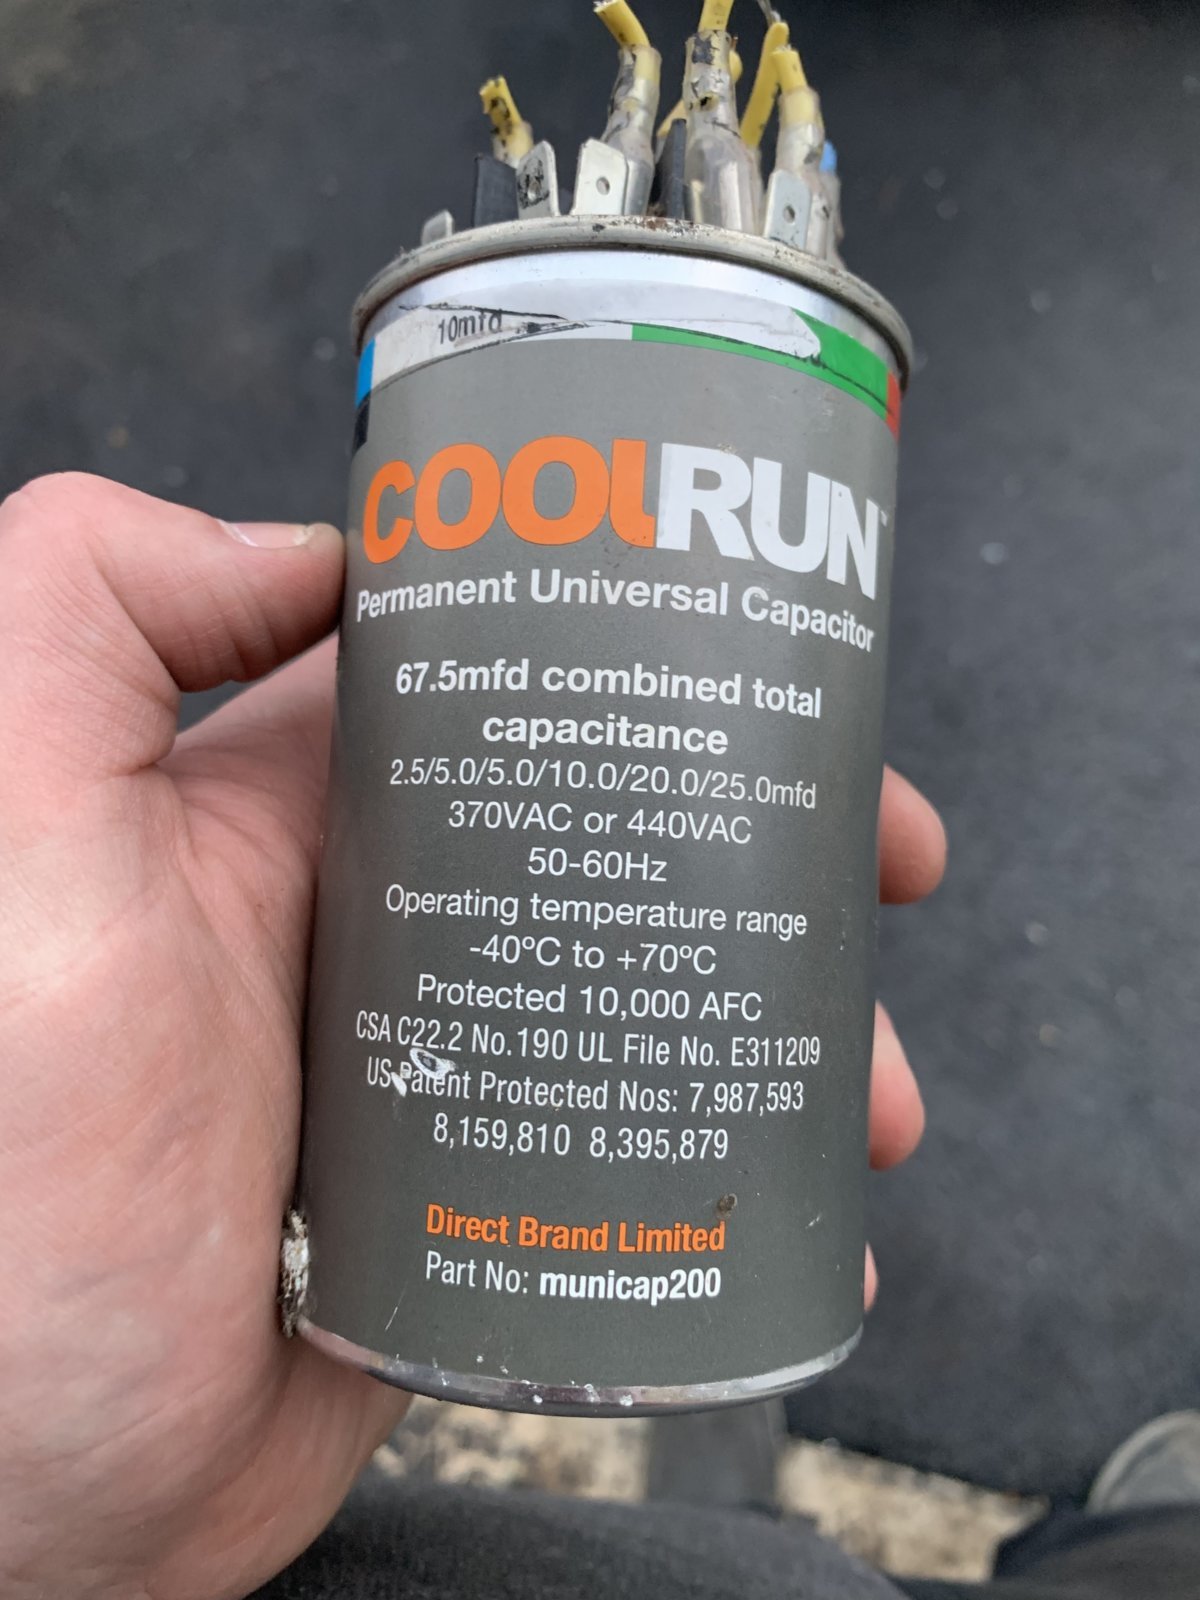 10mfd
COOLRUN™
Permanent Universal Capacitor
67.5mfd combined total
capacitance
2.5/5.0/5.0/10.0/20.0/25.0mfd
370VAC or 440VAC
50-60Hz
Operating temperature range
-40ºC to +70ºC
Protected 10,000 AFC
CSA C22.2 No.190 UL File No. E311209
US Patent Protected Nos: 7,987,593
8,159,810 8,395,879
Direct Brand Limited
Part No: municap200